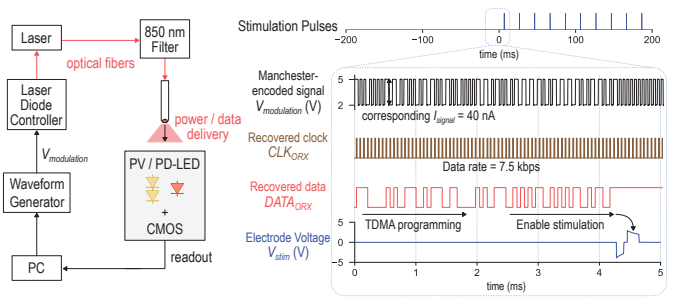 Laser
850 nm
Filter
optical fibers
Laser
Diode
Controller
power / data
delivery
V_modulation
PV / PD-LED
+
CMOS
Waveform
Generator
PC
readout
Stimulation Pulses
−200 −100 0 100 200
time (ms)
Manchester-
encoded signal
V_modulation (V)
5
2
corresponding I_signal = 40 nA
Recovered clock
CLK_ORX
Data rate = 7.5 kbps
Recovered data
DATA_ORX
TDMA programming
Enable stimulation
Electrode Voltage
V_stim (V)
5
0
−5
0 1 2 3 4 5
time (ms)